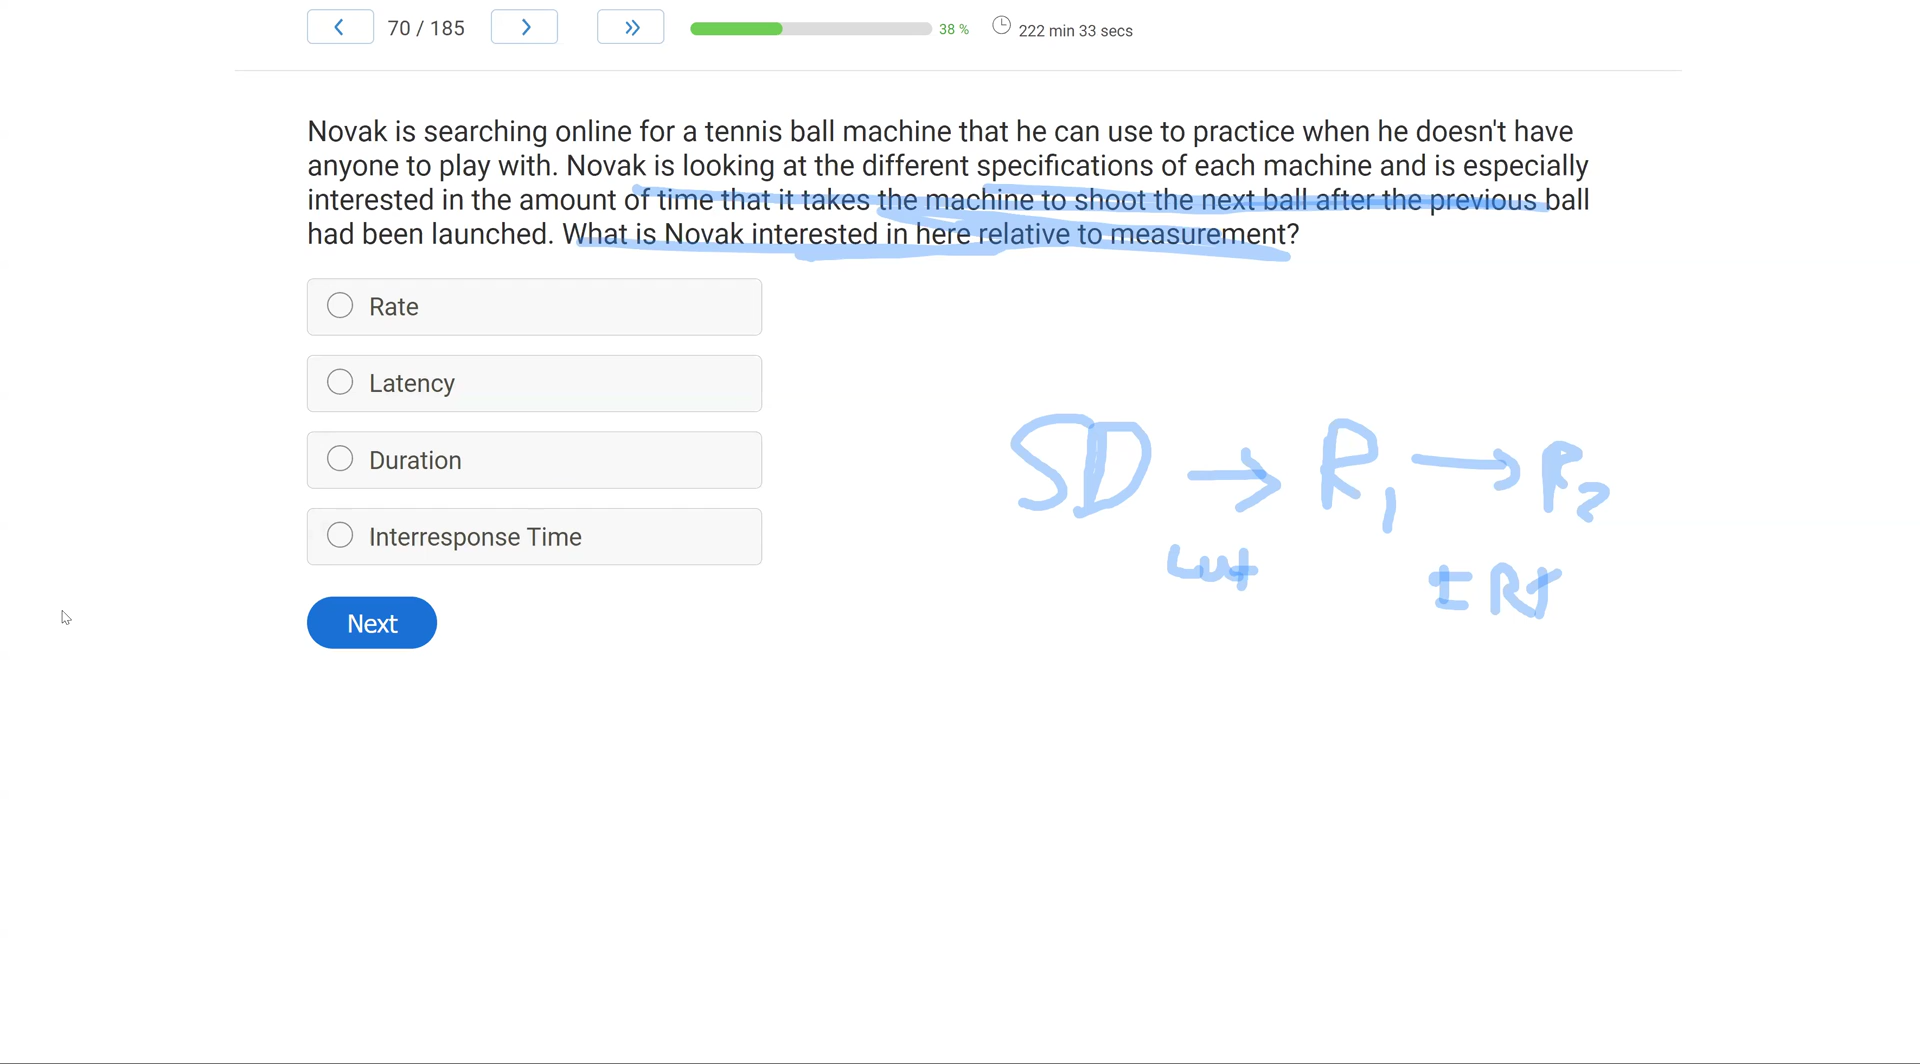 70 / 185
38 %
222 min 33 secs
Novak is searching online for a tennis ball machine that he can use to practice when he doesn't have
anyone to play with. Novak is looking at the different specifications of each machine and is especially
interested in the amount of time that it takes the machine to shoot the next ball after the previous ball
had been launched. What is Novak interested in here relative to measurement?
Rate
Latency
Duration
Interresponse Time
Next
SD → R1 → R2
Lat
IRT